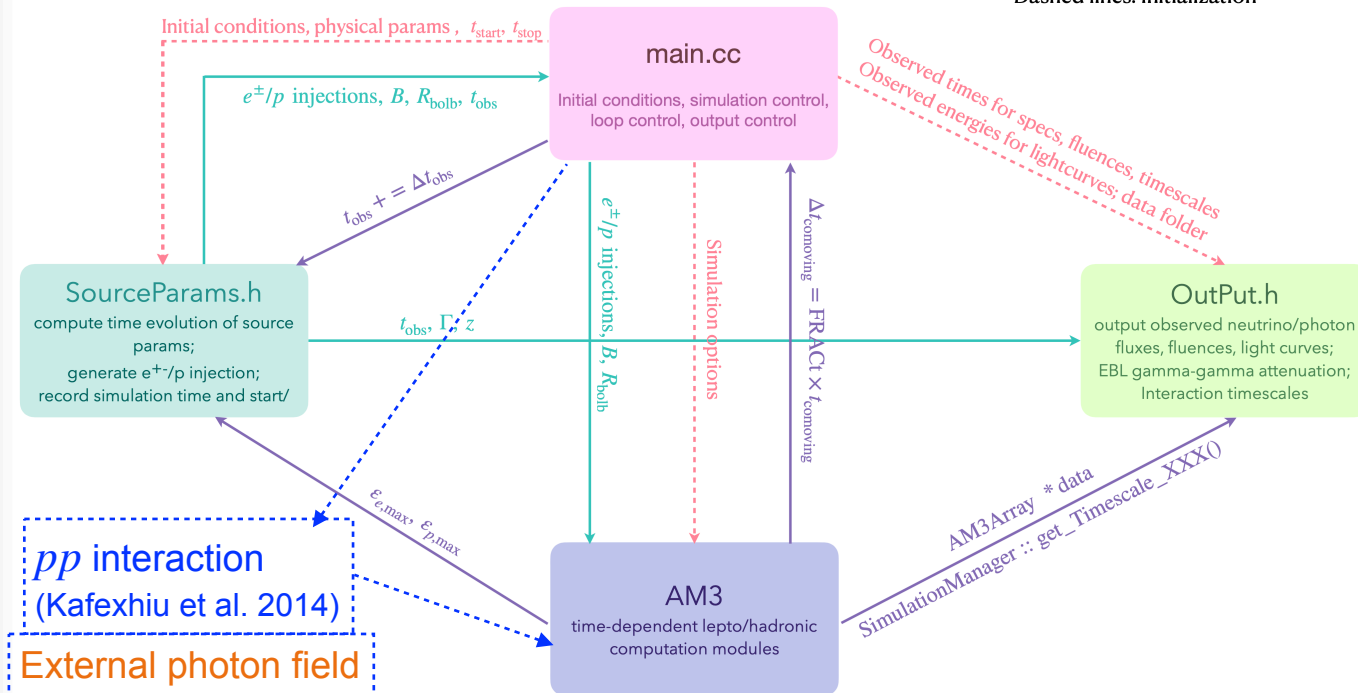 Dashed lines: initialization
Initial conditions, physical params , t_start, t_stop
main.cc
Initial conditions, simulation control,
loop control, output control
e^±/p injections, B, R_bolb, t_obs
Observed times for specs, fluences, timescales
Observed energies for lightcurves; data folder
t_obs + = Δt_obs
e^±/p injections, B, R_bolb
Simulation options
Δt_comoving = FRACt × t_comoving
SourceParams.h
compute time evolution of source
params;
generate e⁺⁻/p injection;
record simulation time and start/
t_obs, Γ, z
OutPut.h
output observed neutrino/photon
fluxes, fluences, light curves;
EBL gamma-gamma attenuation;
Interaction timescales
ε_e,max, ε_p,max
AM3Array * data
SimulationManager :: get_Timescale_XXX()
pp interaction
(Kafexhiu et al. 2014)
External photon field
AM3
time-dependent lepto/hadronic
computation modules